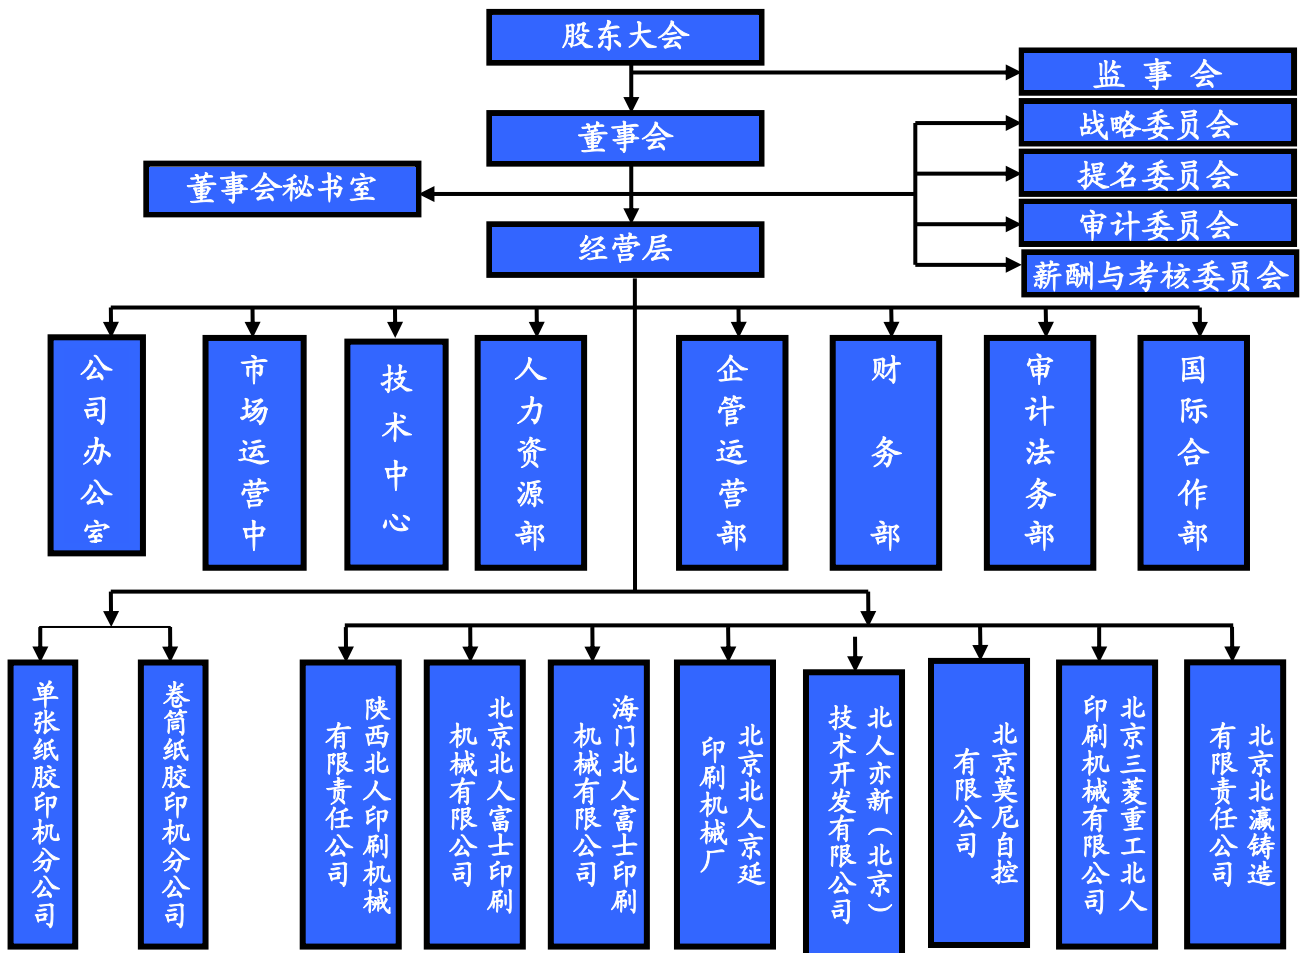 股东大会
监 事 会
董事会
战略委员会
提名委员会
董事会秘书室
审计委员会
经营层
薪酬与考核委员会
公司办公室
市场运营中
技术中心
人力资源部
企管运营部
财务部
审计法务部
国际合作部
单张纸胶印机分公司
卷筒纸胶印机分公司
陕西北人印刷机械
有限责任公司
北京北人富士印刷
机械有限公司
海门北人富士印刷
机械有限公司
北京北人京延
印刷机械厂
北人亦新（北京）
技术开发有限公司
北京莫尼自控
有限公司
北京三菱重工北人
印刷机械有限公司
北京北瀛铸造
有限责任公司